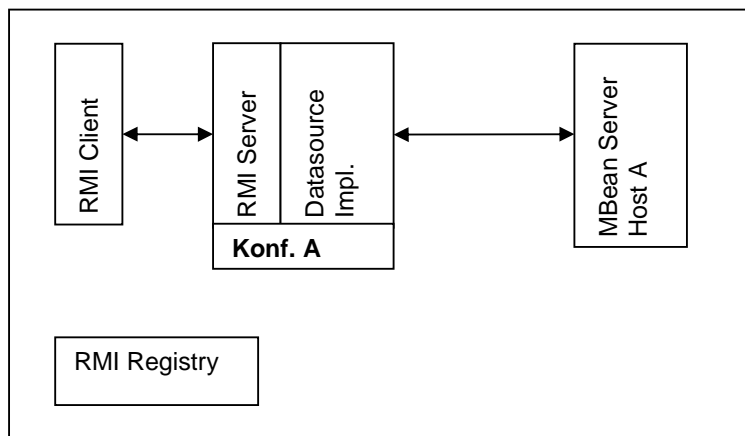 RMI Client
RMI Server
Datasource
Impl.
MBean Server
Host A
Konf. A
RMI Registry